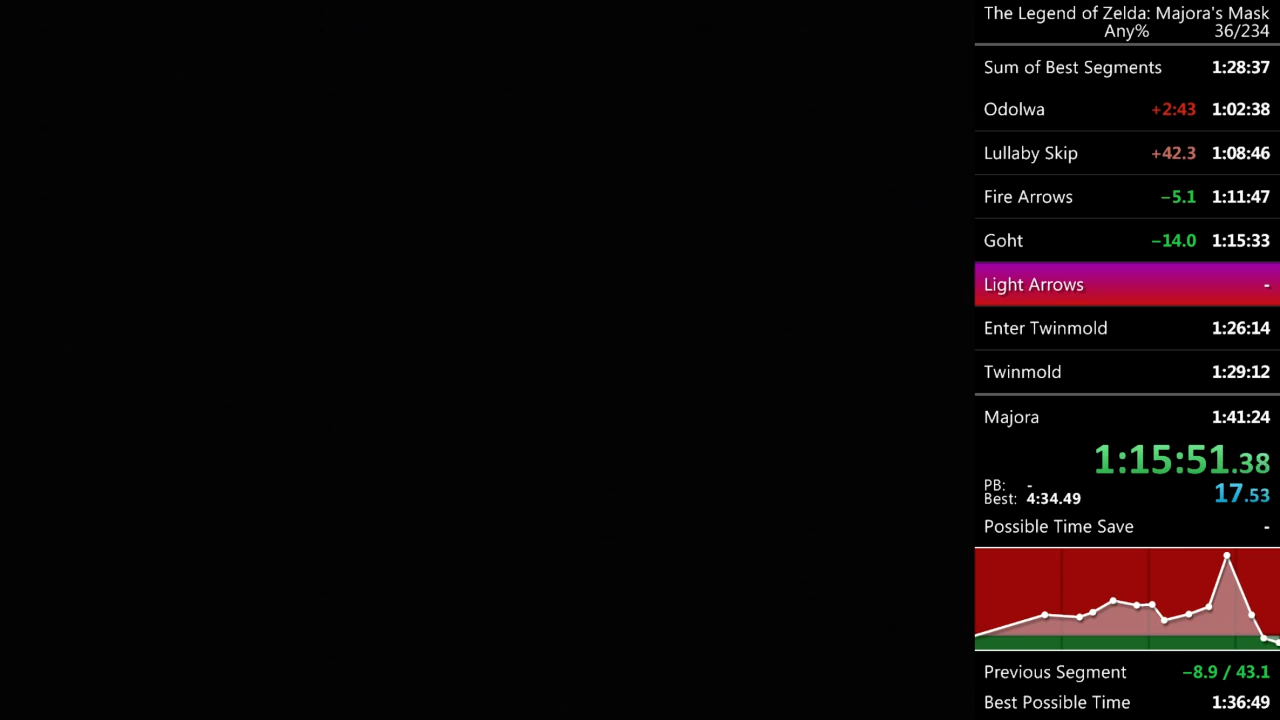 The Legend of Zelda: Majora's Mask
Any% 36/234
Sum of Best Segments 1:28:37
Odolwa +2:43 1:02:38
Lullaby Skip +42.3 1:08:46
Fire Arrows −5.1 1:11:47
Goht −14.0 1:15:33
Light Arrows -
Enter Twinmold 1:26:14
Twinmold 1:29:12
Majora 1:41:24
1:15:51.38
PB: -
17.53
Best: 4:34.49
Possible Time Save -
Previous Segment −8.9 / 43.1
Best Possible Time 1:36:49